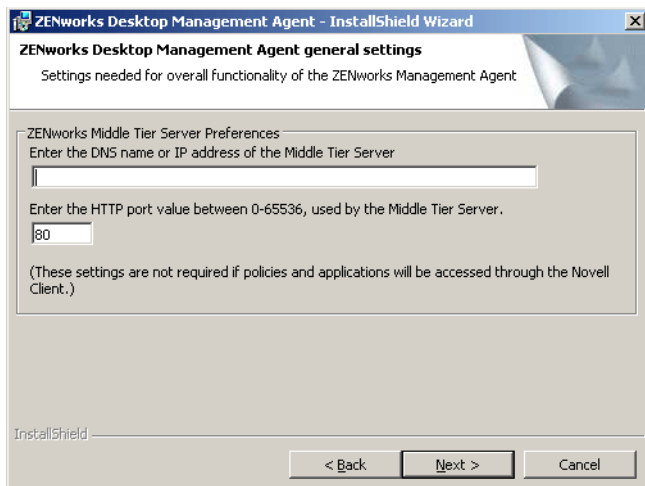 ZENworks Desktop Management Agent - InstallShield Wizard
ZENworks Desktop Management Agent general settings
Settings needed for overall functionality of the ZENworks Management Agent
ZENworks Middle Tier Server Preferences
Enter the DNS name or IP address of the Middle Tier Server
Enter the HTTP port value between 0-65536, used by the Middle Tier Server.
80
(These settings are not required if policies and applications will be accessed through the Novell
Client.)
InstallShield
< Back Next > Cancel